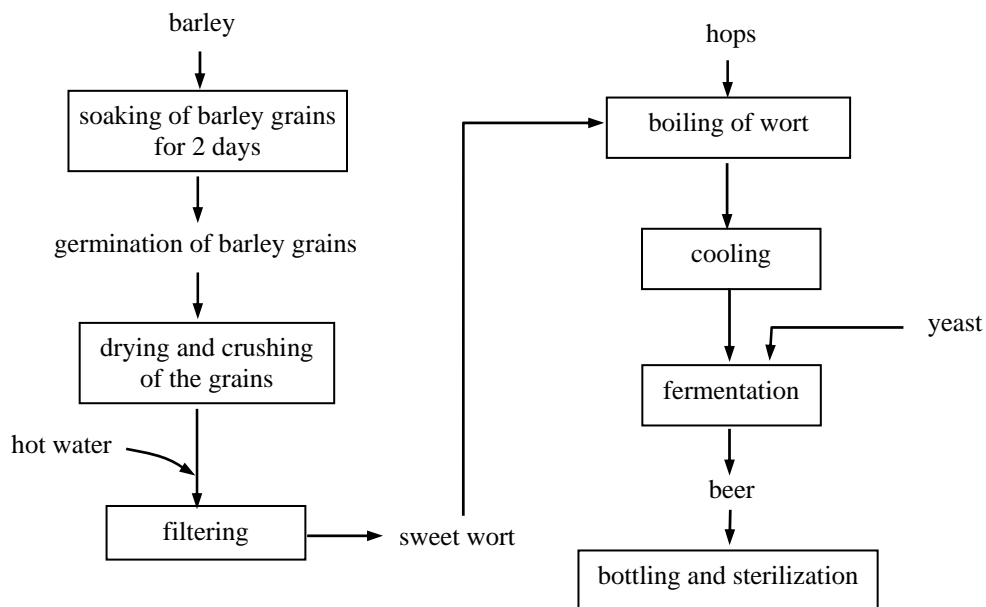 barley
soaking of barley grains
for 2 days
germination of barley grains
drying and crushing
of the grains
hot water
filtering
sweet wort
hops
boiling of wort
cooling
yeast
fermentation
beer
bottling and sterilization